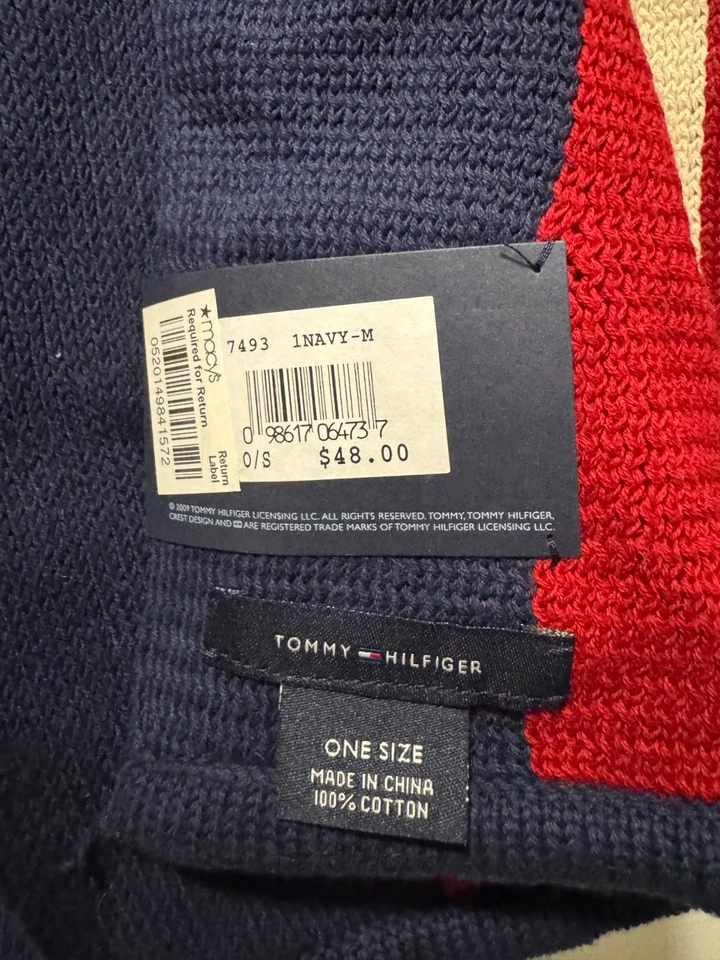 ★macy's
Required for Return
0520149841572
Return
Label
7493 1NAVY-M
0 98617 06473 7
O/S $48.00
© 2009 TOMMY HILFIGER LICENSING LLC. ALL RIGHTS RESERVED. TOMMY, TOMMY HILFIGER,
CREST DESIGN AND ARE REGISTERED TRADE MARKS OF TOMMY HILFIGER LICENSING LLC.
TOMMY HILFIGER
ONE SIZE
MADE IN CHINA
100% COTTON